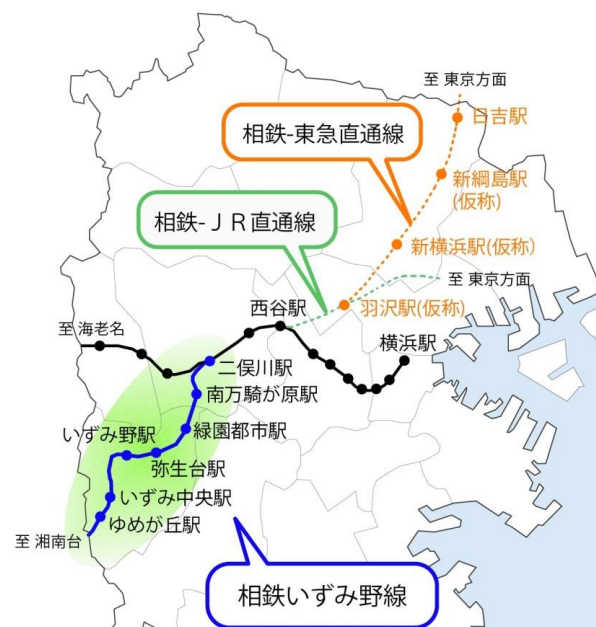 至 東京方面
日吉駅
相鉄-東急直通線
新綱島駅
(仮称)
相鉄-ＪＲ直通線
新横浜駅(仮称)
至 東京方面
西谷駅
羽沢駅(仮称)
至 海老名
横浜駅
二俣川駅
南万騎が原駅
いずみ野駅
緑園都市駅
弥生台駅
いずみ中央駅
ゆめが丘駅
至 湘南台
相鉄いずみ野線